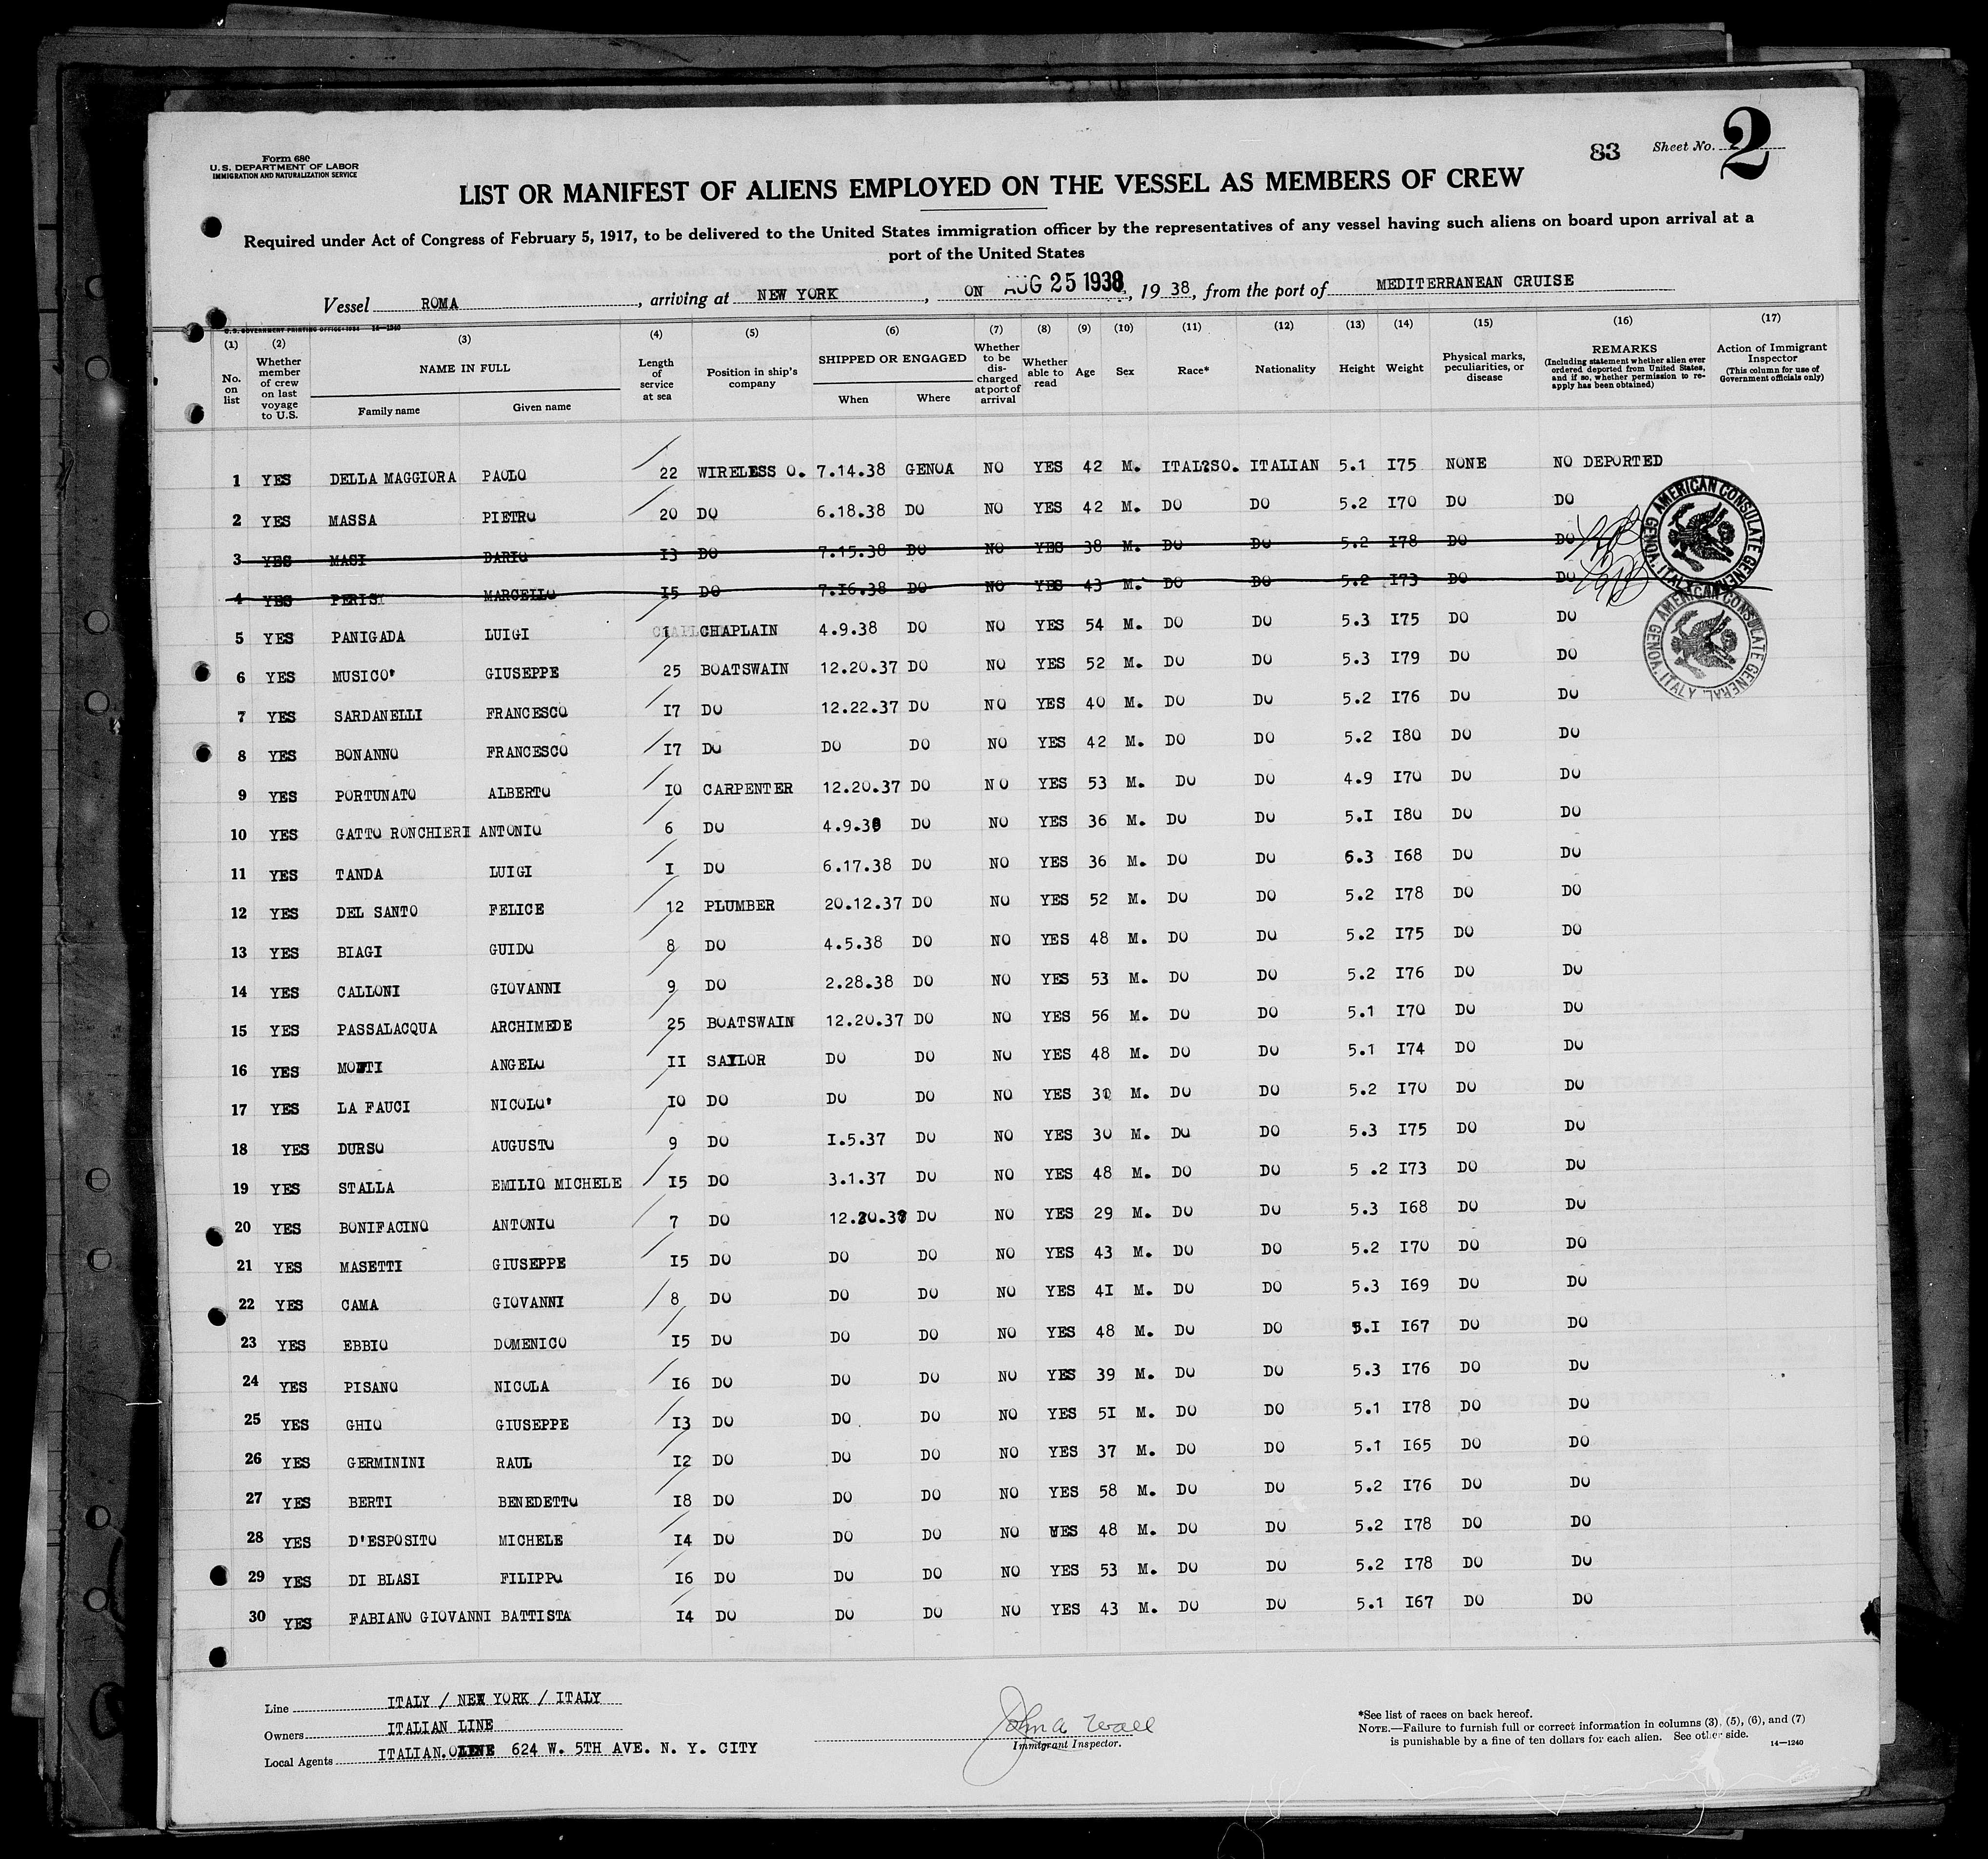 Form 680
U. S. DEPARTMENT OF LABOR
IMMIGRATION AND NATURALIZATION SERVICE
83 Sheet No. 2
LIST OR MANIFEST OF ALIENS EMPLOYED ON THE VESSEL AS MEMBERS OF CREW
Required under Act of Congress of February 5, 1917, to be delivered to the United States immigration officer by the representatives of any vessel having such aliens on board upon arrival at a
port of the United States
Vessel ROMA, arriving at NEW YORK, ON AUG 25 1938, 19 38, from the port of MEDITERRANEAN CRUISE
U. S. GOVERNMENT PRINTING OFFICE: 1934 14—1240
(1) (2) (3) (4) (5) (6) (7) (8) (9) (10) (11) (12) (13) (14) (15) (16) (17)
No. on list
Whether member of crew on last voyage to U.S.
NAME IN FULL
Family name Given name
Length of service at sea
Position in ship's company
SHIPPED OR ENGAGED
When Where
Whether to be discharged at port of arrival
Whether able to read
Age Sex Race* Nationality Height Weight
Physical marks, peculiarities, or disease
REMARKS
(Including statement whether alien ever ordered deported from United States, and if so, whether permission to re-apply has been obtained)
Action of Immigrant Inspector
(This column for use of Government officials only)
1 YES DELLA MAGGIORA PAOLO 22 WIRELESS O. 7.14.38 GENOA NO YES 42 M. ITAL?SO. ITALIAN 5.1 I75 NONE NO DEPORTED
2 YES MASSA PIETRO 20 DO 6.18.38 DO NO YES 42 M. DO DO 5.2 I70 DO DO
3 YES MASI DARIO I3 DO 7.15.38 DO NO YES 38 M. DO DO 5.2 I78 DO DO
4 YES PERISI MARCELLO I5 DO 7.I6.38 DO NO YES 43 M. DO DO 5.2 I73 DO DO
5 YES PANIGADA LUIGI 1 CHAPLAIN 4.9.38 DO NO YES 54 M. DO DO 5.3 I75 DO DO
6 YES MUSICO' GIUSEPPE 25 BOATSWAIN 12.20.37 DO NO YES 52 M. DO DO 5.3 I79 DO DO
7 YES SARDANELLI FRANCESCO I7 DO 12.22.37 DO NO YES 40 M. DO DO 5.2 I76 DO DO
8 YES BONANNO FRANCESCO I7 DO DO DO NO YES 42 M. DO DO 5.2 I80 DO DO
9 YES PORTUNATO ALBERTO IO CARPENTER 12.20.37 DO NO YES 53 M. DO DO 4.9 I70 DO DO
10 YES GATTO RONCHIERI ANTONIO 6 DO 4.9.38 DO NO YES 36 M. DO DO 5.I I80 DO DO
11 YES TANDA LUIGI I DO 6.17.38 DO NO YES 36 M. DO DO 6.3 I68 DO DO
12 YES DEL SANTO FELICE 12 PLUMBER 20.12.37 DO NO YES 52 M. DO DO 5.2 I78 DO DO
13 YES BIAGI GUIDO 8 DO 4.5.38 DO NO YES 48 M. DO DO 5.2 I75 DO DO
14 YES CALLONI GIOVANNI 9 DO 2.28.38 DO NO YES 53 M. DO DO 5.2 I76 DO DO
15 YES PASSALACQUA ARCHIMEDE 25 BOATSWAIN 12.20.37 DO NO YES 56 M. DO DO 5.1 I70 DO DO
16 YES MONTI ANGELO II SAILOR DO DO NO YES 48 M. DO DO 5.1 I74 DO DO
17 YES LA FAUCI NICOLO' IO DO DO DO NO YES 31 M. DO DO 5.2 I70 DO DO
18 YES DURSO AUGUSTO 9 DO I.5.37 DO NO YES 30 M. DO DO 5.3 I75 DO DO
19 YES STALLA EMILIO MICHELE I5 DO 3.1.37 DO NO YES 48 M. DO DO 5 .2 I73 DO DO
20 YES BONIFACINO ANTONIO 7 DO 12.20.37 DO NO YES 29 M. DO DO 5.3 I68 DO DO
21 YES MASETTI GIUSEPPE I5 DO DO DO NO YES 43 M. DO DO 5.2 I70 DO DO
22 YES CAMA GIOVANNI 8 DO DO DO NO YES 4I M. DO DO 5.3 I69 DO DO
23 YES EBBIO DOMENICO I5 DO DO DO NO YES 48 M. DO DO 5.I I67 DO DO
24 YES PISANO NICOLA I6 DO DO DO NO YES 39 M. DO DO 5.3 I76 DO DO
25 YES GHIO GIUSEPPE I3 DO DO DO NO YES 5I M. DO DO 5.1 I78 DO DO
26 YES GERMININI RAUL I2 DO DO DO NO YES 37 M. DO DO 5.1 I65 DO DO
27 YES BERTI BENEDETTO I8 DO DO DO NO YES 58 M. DO DO 5.2 I76 DO DO
28 YES D'ESPOSITO MICHELE I4 DO DO DO NO YES 48 M. DO DO 5.2 I78 DO DO
29 YES DI BLASI FILIPPO I6 DO DO DO NO YES 53 M. DO DO 5.2 I78 DO DO
30 YES FABIANO GIOVANNI BATTISTA I4 DO DO DO NO YES 43 M. DO DO 5.1 I67 DO DO
AMERICAN CONSULATE GENERAL GENOVA, ITALY
AMERICAN CONSULATE GENERAL GENOVA, ITALY
Line ITALY / NEW YORK / ITALY
Owners ITALIAN LINE
Local Agents ITALIAN. LINE 624 W. 5TH AVE. N. Y. CITY
John A Wall
Immigrant Inspector.
*See list of races on back hereof.
NOTE.—Failure to furnish full or correct information in columns (3), (5), (6), and (7)
is punishable by a fine of ten dollars for each alien. See other side.
14—1240